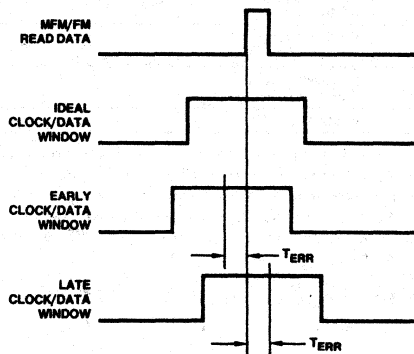 MFM/FM
READ DATA
IDEAL
CLOCK/DATA
WINDOW
EARLY
CLOCK/DATA
WINDOW
TERR
LATE
CLOCK/DATA
WINDOW
TERR